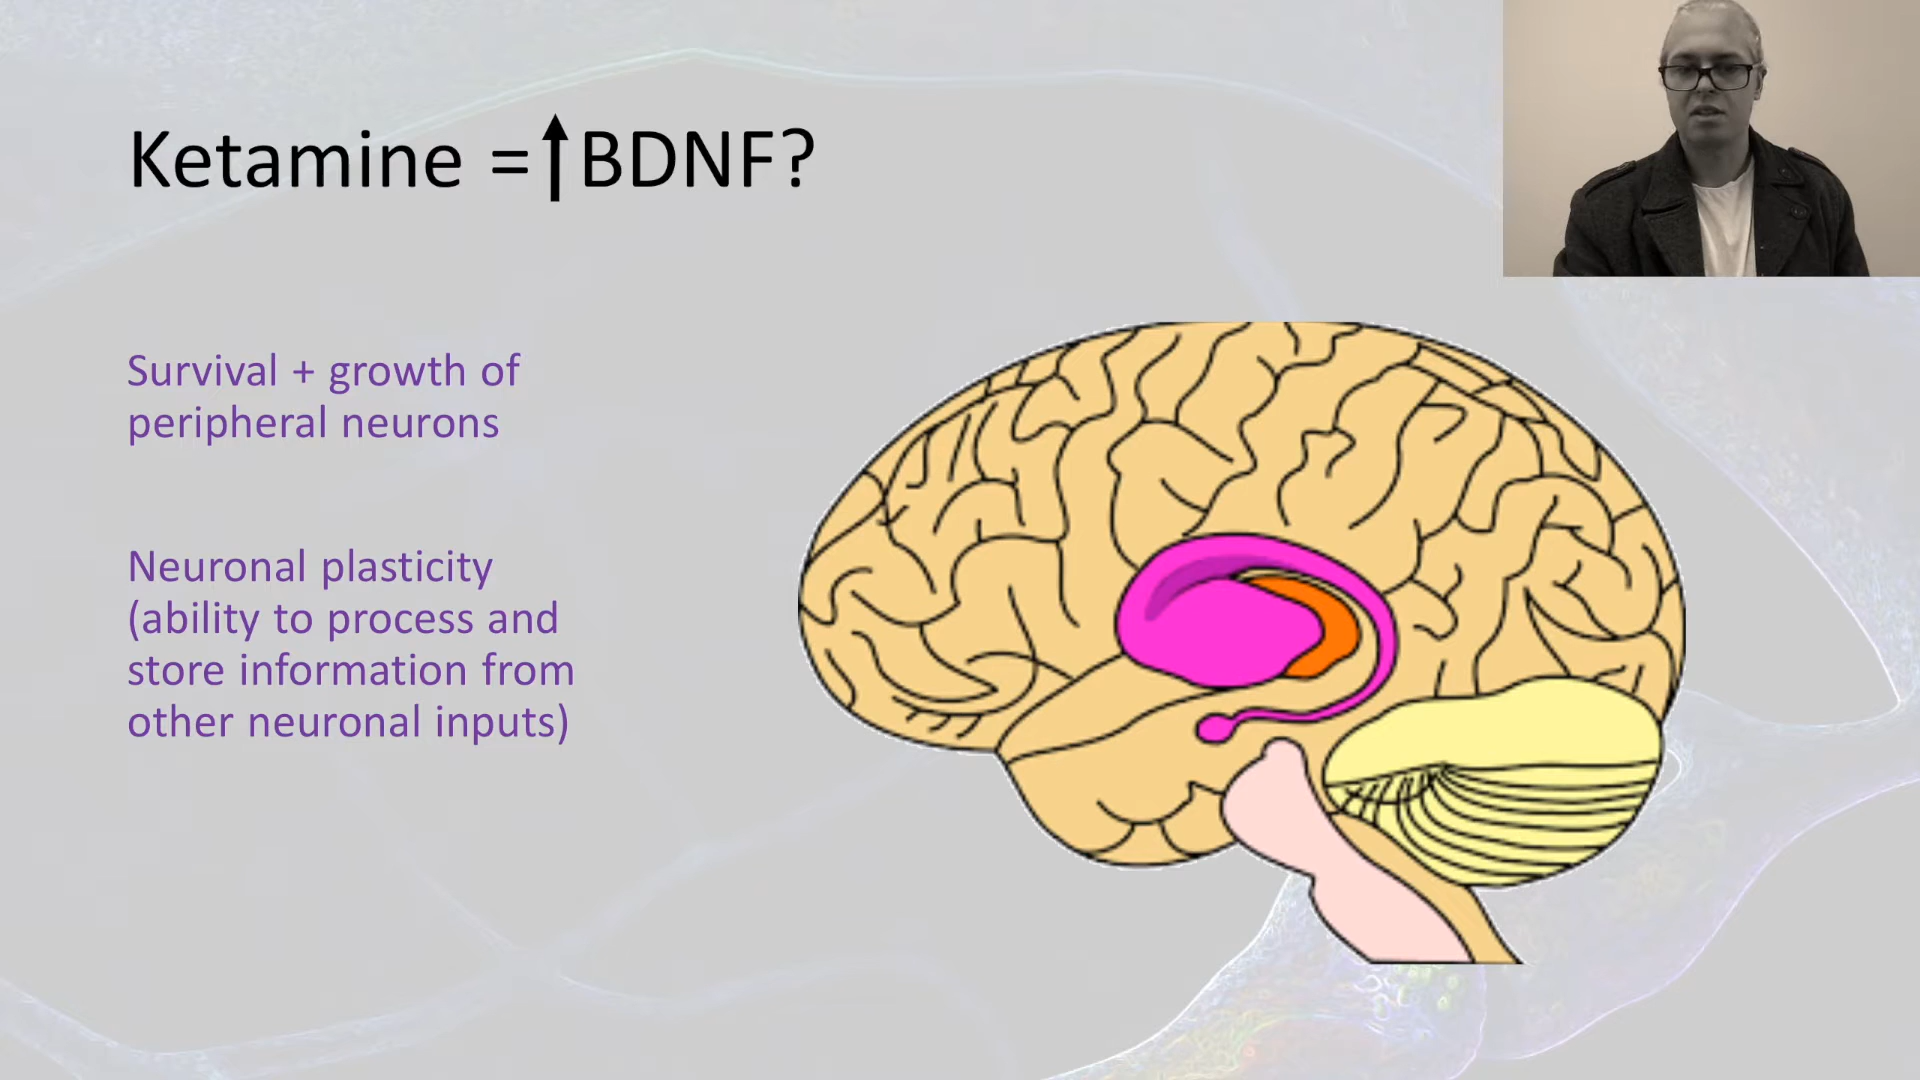 Ketamine =↑BDNF?
Survival + growth of
peripheral neurons
Neuronal plasticity
(ability to process and
store information from
other neuronal inputs)